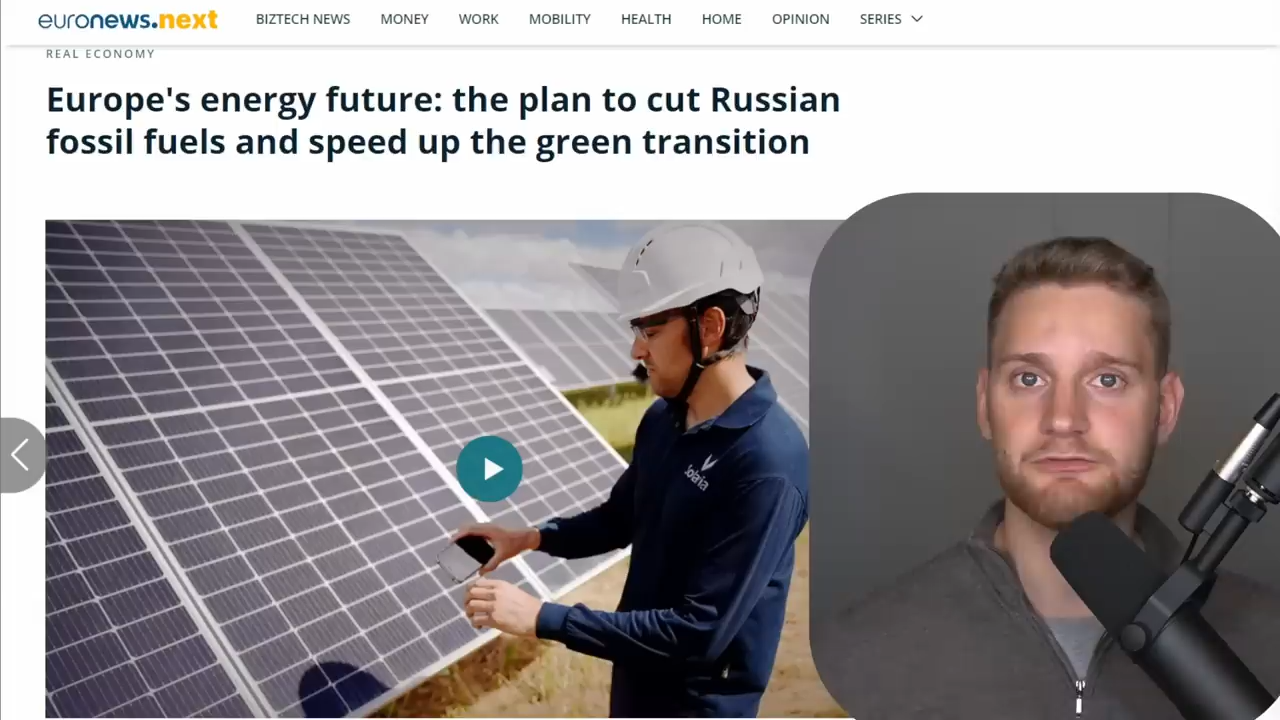 euronews.next
BIZTECH NEWS
MONEY
WORK
MOBILITY
HEALTH
HOME
OPINION
SERIES
REAL ECONOMY
Europe's energy future: the plan to cut Russian
fossil fuels and speed up the green transition